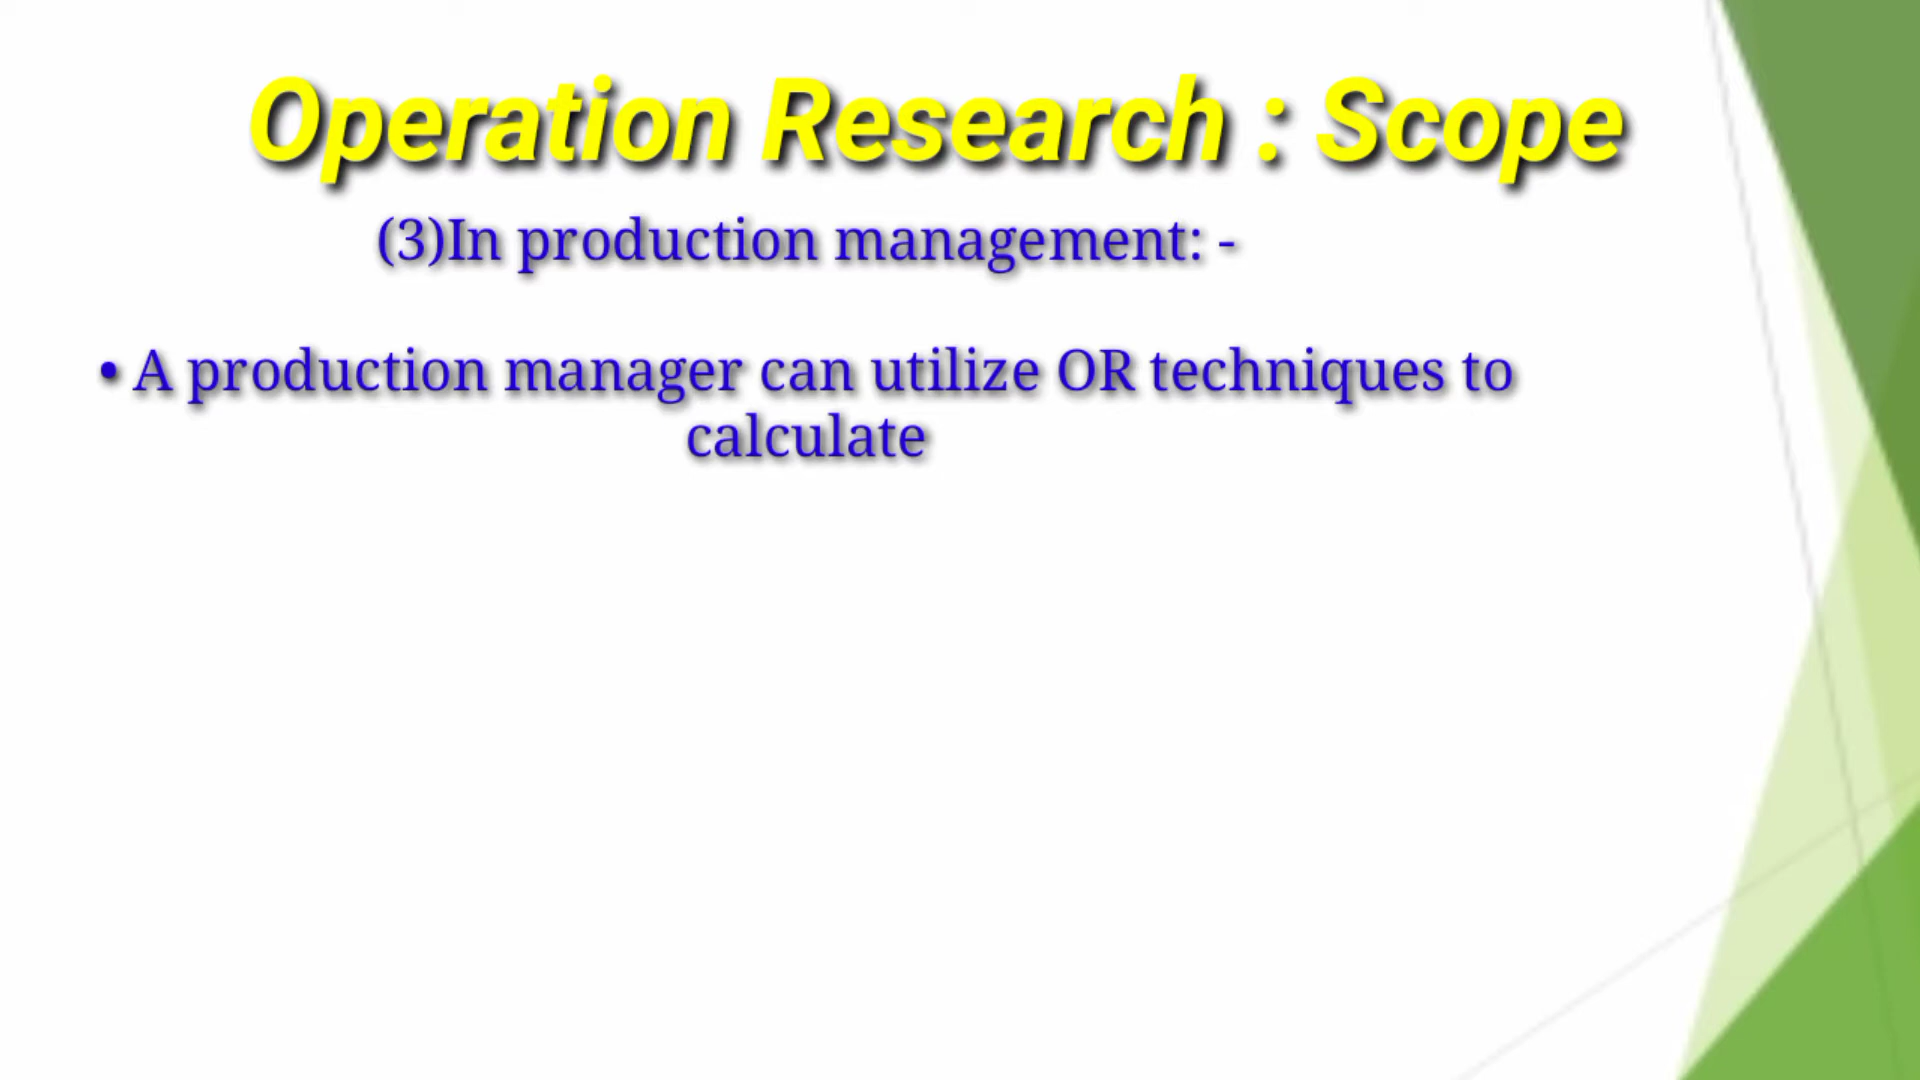 Operation Research : Scope
(3)In production management: -
• A production manager can utilize OR techniques to
calculate